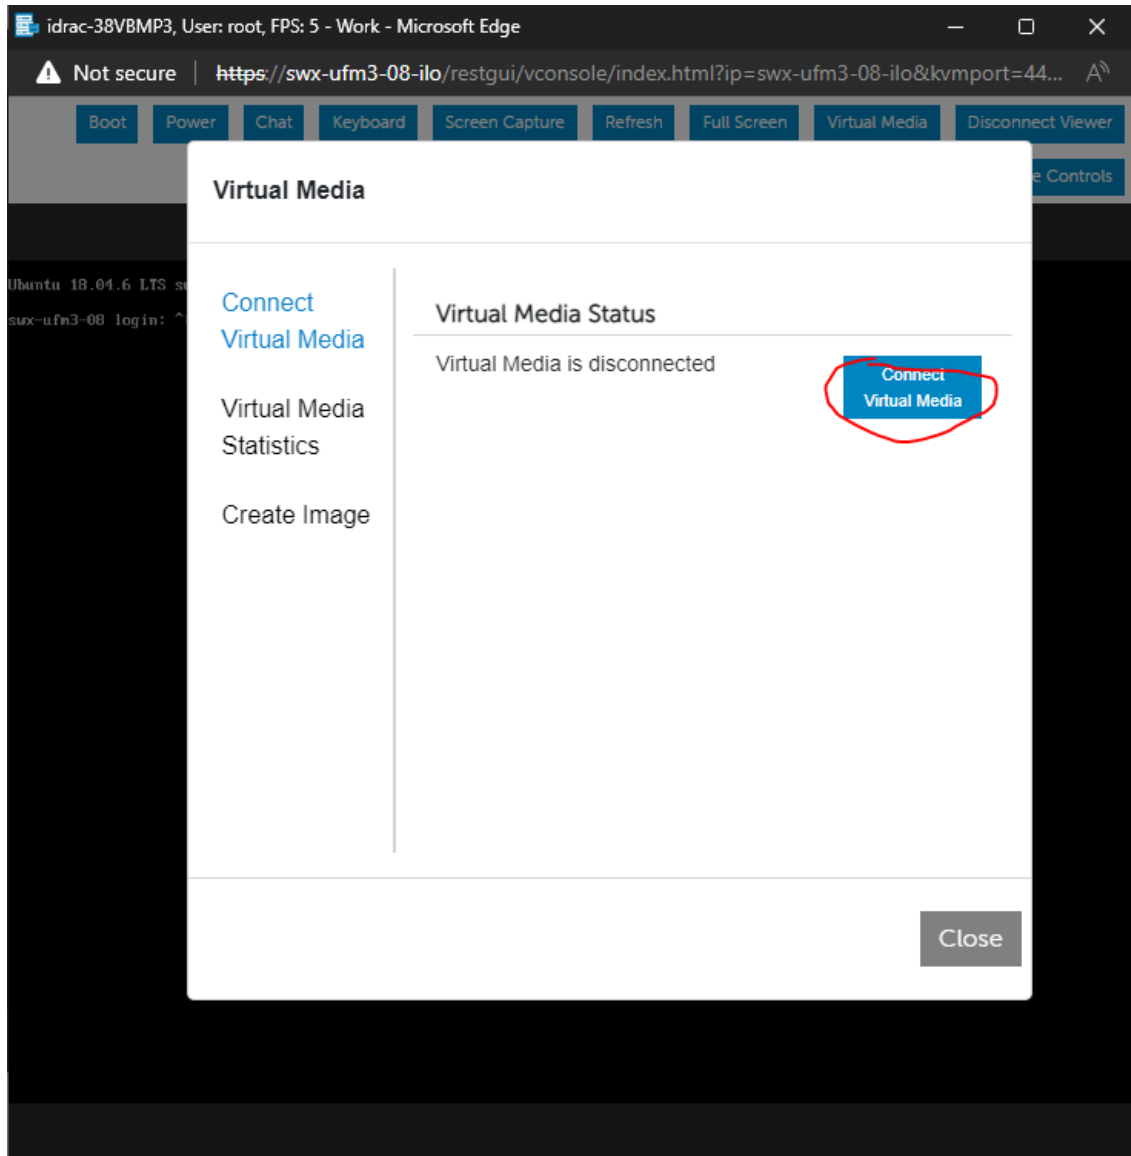 idrac-38VBMP3, User: root, FPS: 5 - Work - Microsoft Edge
Not secure | https://swx-ufm3-08-ilo/restgui/vconsole/index.html?ip=swx-ufm3-08-ilo&kvmport=44...
Boot Power Chat Keyboard Screen Capture Refresh Full Screen Virtual Media Disconnect Viewer
Controls
Virtual Media
Ubuntu 18.04.6 LTS
swx-ufm3-08 login: ^
Connect
Virtual Media
Virtual Media
Statistics
Create Image
Virtual Media Status
Virtual Media is disconnected
Connect
Virtual Media
Close